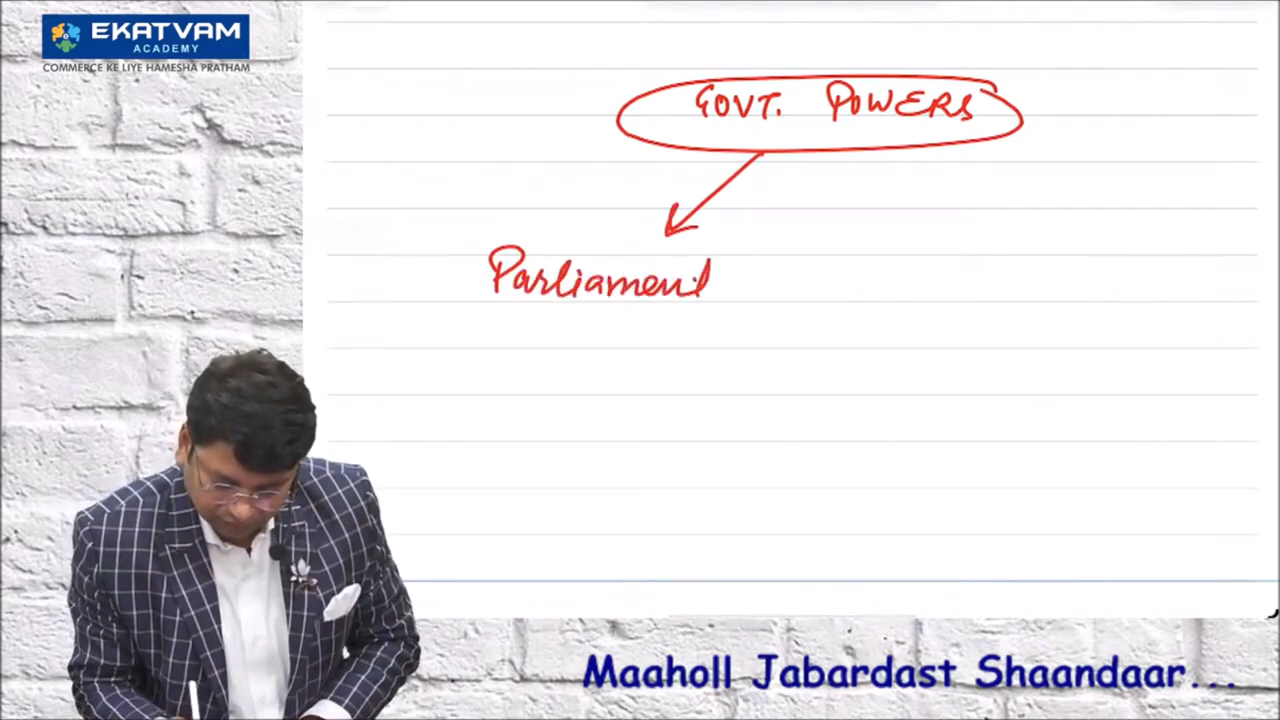 EKATVAM
ACADEMY
COMMERCE KE LIYE HAMESHA PRATHAM
GOVT. POWERS
Parliament
Maaholl Jabardast Shaandaar...